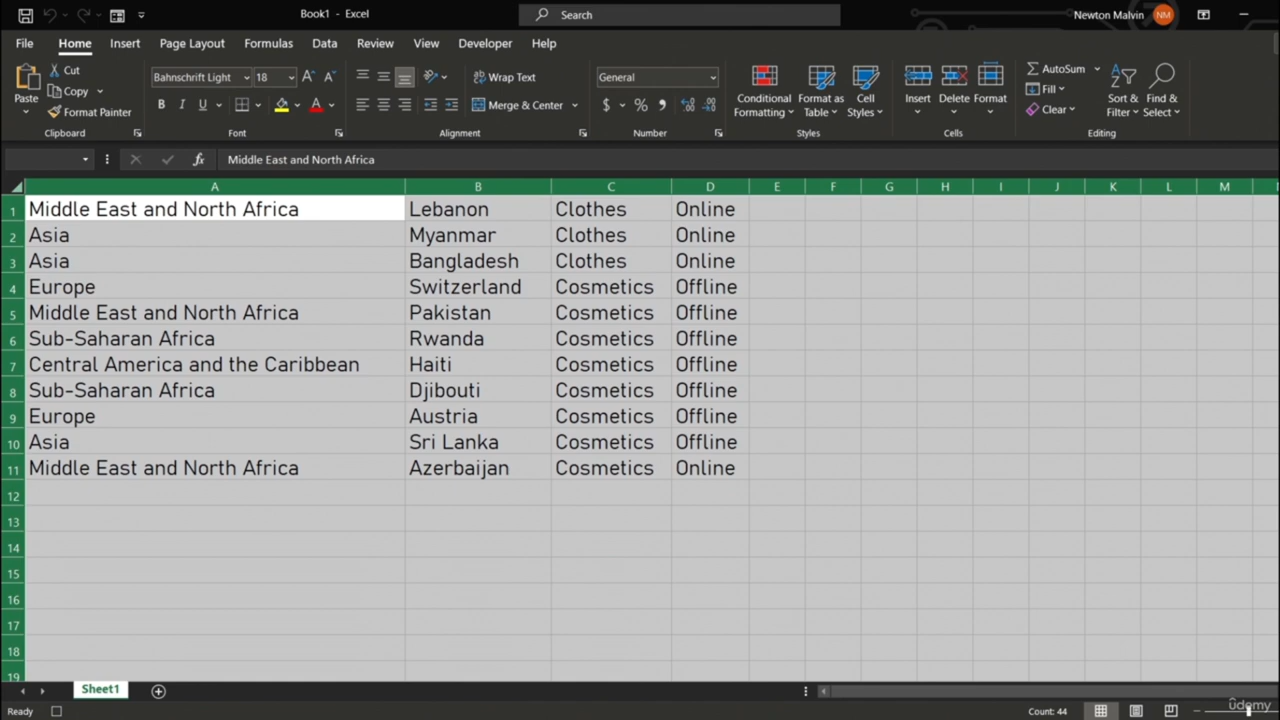 Book1 - Excel
Search
Newton Malvin NM
File Home Insert Page Layout Formulas Data Review View Developer Help
Paste
Cut
Copy
Format Painter
Clipboard
Bahnschrift Light 18
B I U
Font
Wrap Text
Merge & Center
Alignment
General
$ % ,
Number
Conditional Formatting
Format as Table
Cell Styles
Styles
Insert Delete Format
Cells
AutoSum
Fill
Clear
Sort & Filter
Find & Select
Editing
fx Middle East and North Africa
A B C D E F G H I J K L M
1 Middle East and North Africa Lebanon Clothes Online
2 Asia Myanmar Clothes Online
3 Asia Bangladesh Clothes Online
4 Europe Switzerland Cosmetics Offline
5 Middle East and North Africa Pakistan Cosmetics Offline
6 Sub-Saharan Africa Rwanda Cosmetics Offline
7 Central America and the Caribbean Haiti Cosmetics Offline
8 Sub-Saharan Africa Djibouti Cosmetics Offline
9 Europe Austria Cosmetics Offline
10 Asia Sri Lanka Cosmetics Offline
11 Middle East and North Africa Azerbaijan Cosmetics Online
12
13
14
15
16
17
18
19
Sheet1
Ready
Count: 44
udemy